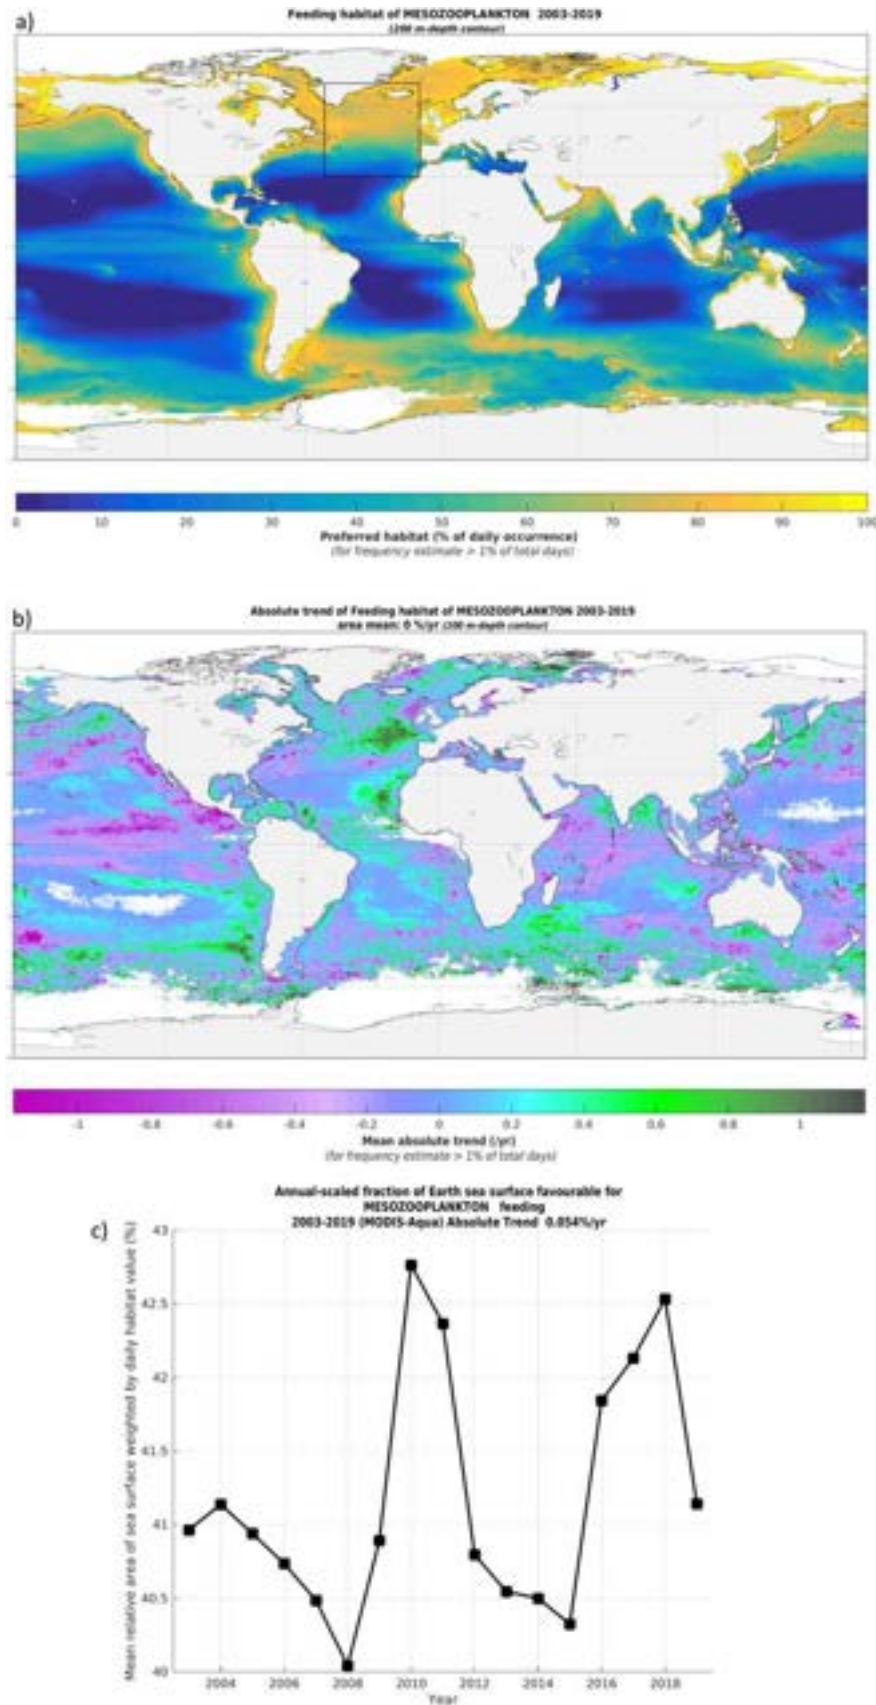 a)
Feeding habitat of MESOZOOPLANKTON 2003-2019
(200 m-depth contour)
0 10 20 30 40 50 60 70 80 90 100
Preferred habitat (% of daily occurrence)
(for frequency estimate > 1% of total days)
b)
Absolute trend of Feeding habitat of MESOZOOPLANKTON 2003-2019
area mean: 0 %/yr (200 m-depth contour)
-1 -0.8 -0.6 -0.4 -0.2 0 0.2 0.4 0.6 0.8 1
Mean absolute trend (/yr)
(for frequency estimate > 1% of total days)
c)
Annual-scaled fraction of Earth sea surface favourable for
MESOZOOPLANKTON feeding
2003-2019 (MODIS-Aqua) Absolute Trend 0.054%/yr
Mean relative area of sea surface weighted by daily habitat value (%)
43
42.5
42
41.5
41
40.5
40
2004 2006 2008 2010 2012 2014 2016 2018
Year